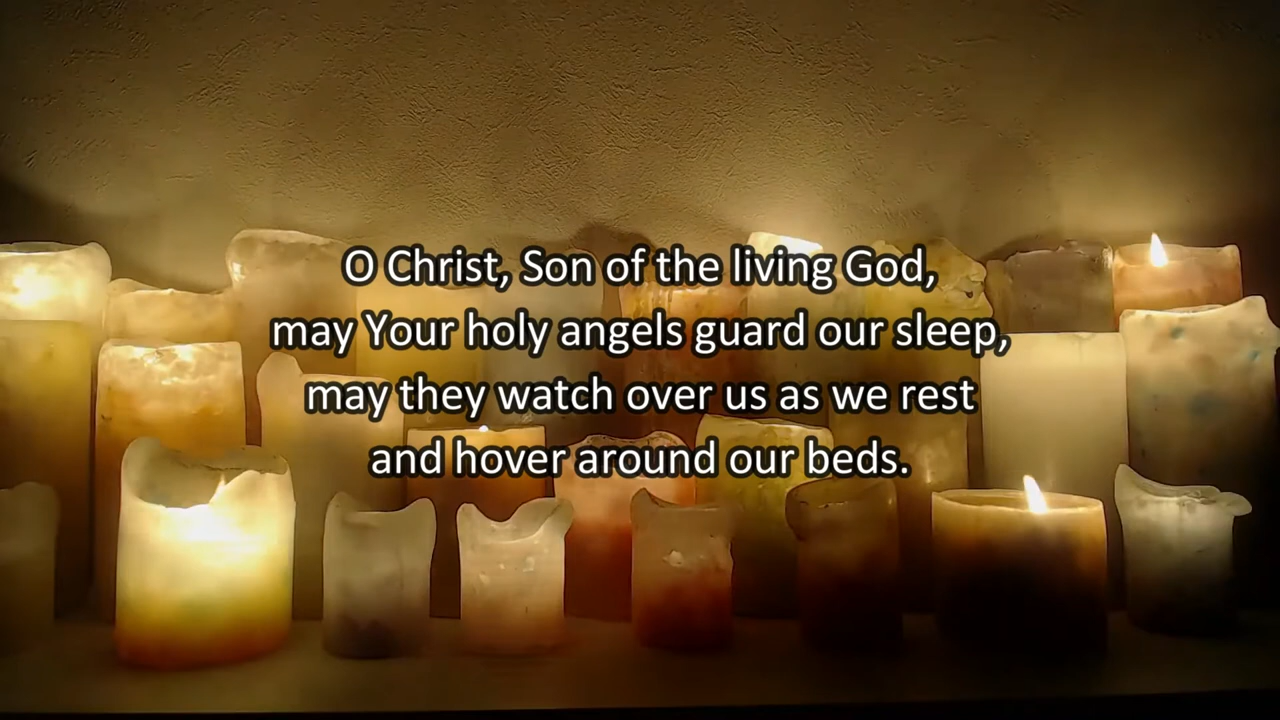 O Christ, Son of the living God,
may Your holy angels guard our sleep,
may they watch over us as we rest
and hover around our beds.